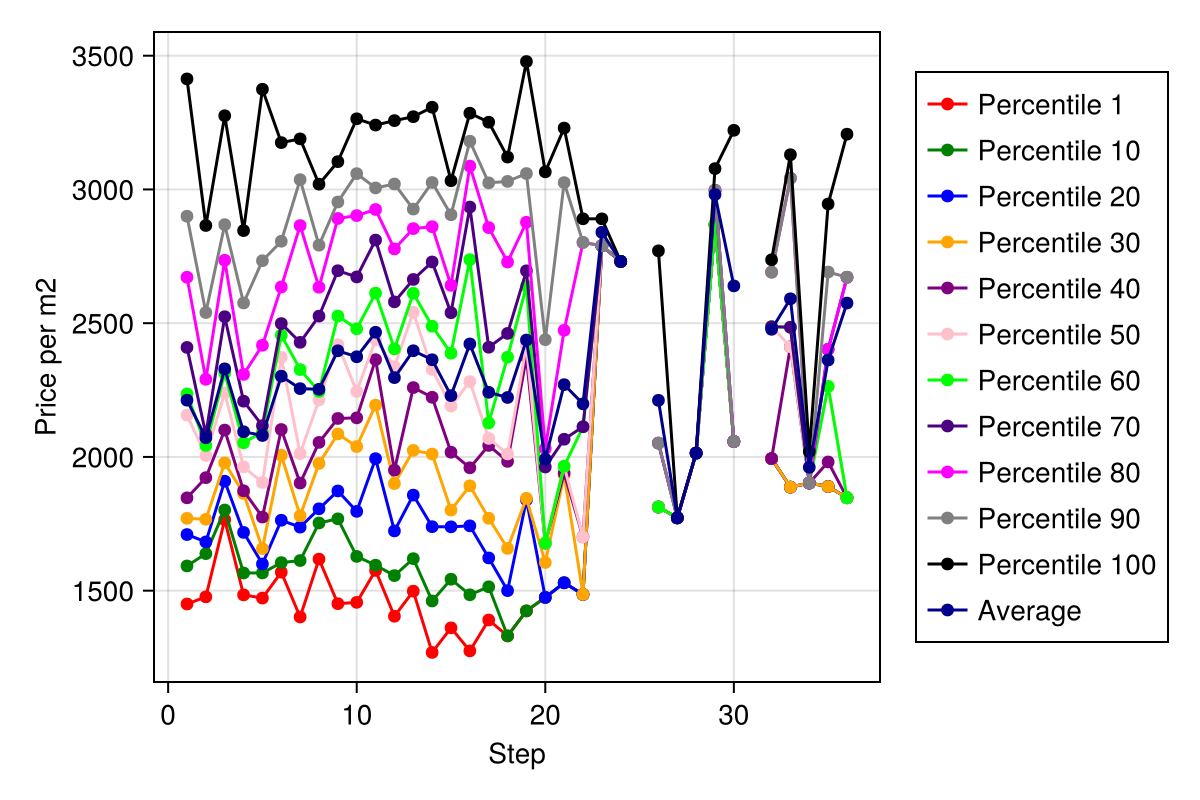 3500
3000
2500
2000
1500
Price per m2
0 10 20 30
Step
Percentile 1
Percentile 10
Percentile 20
Percentile 30
Percentile 40
Percentile 50
Percentile 60
Percentile 70
Percentile 80
Percentile 90
Percentile 100
Average